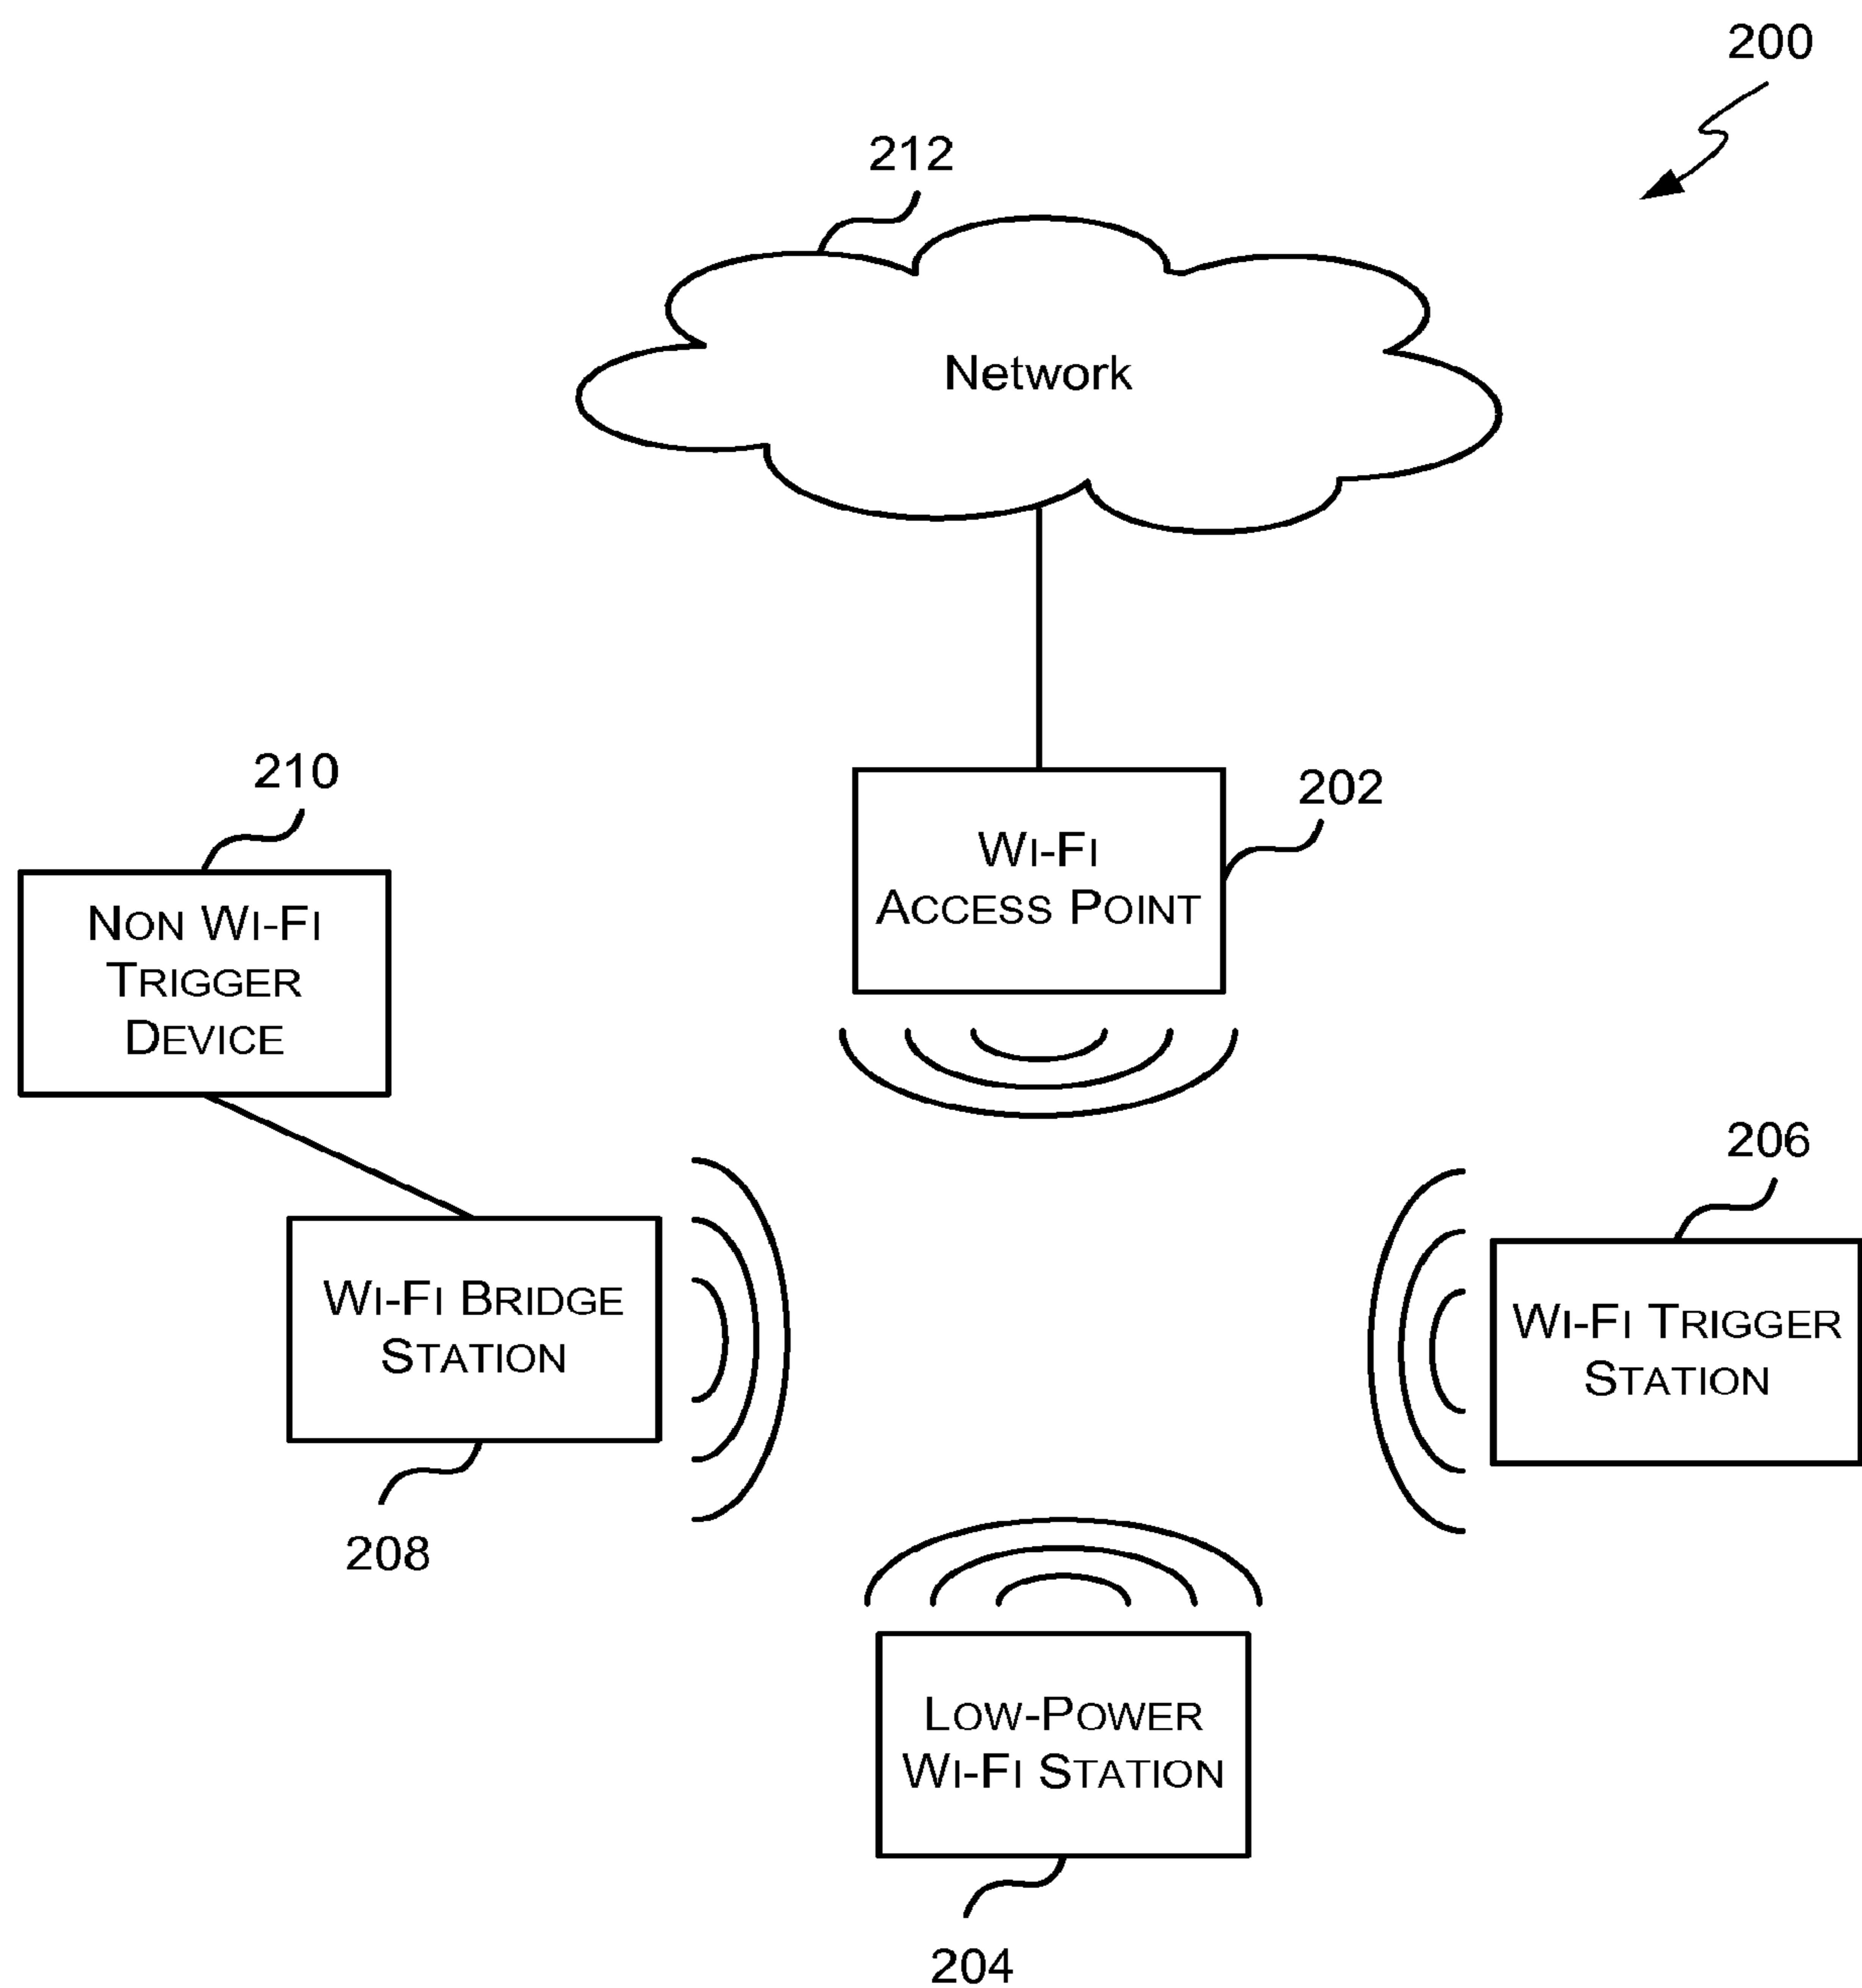 200
212
Network
210
202
WI-FI
ACCESS POINT
NON WI-FI
TRIGGER
DEVICE
206
WI-FI BRIDGE
STATION
WI-FI TRIGGER
STATION
208
LOW-POWER
WI-FI STATION
204